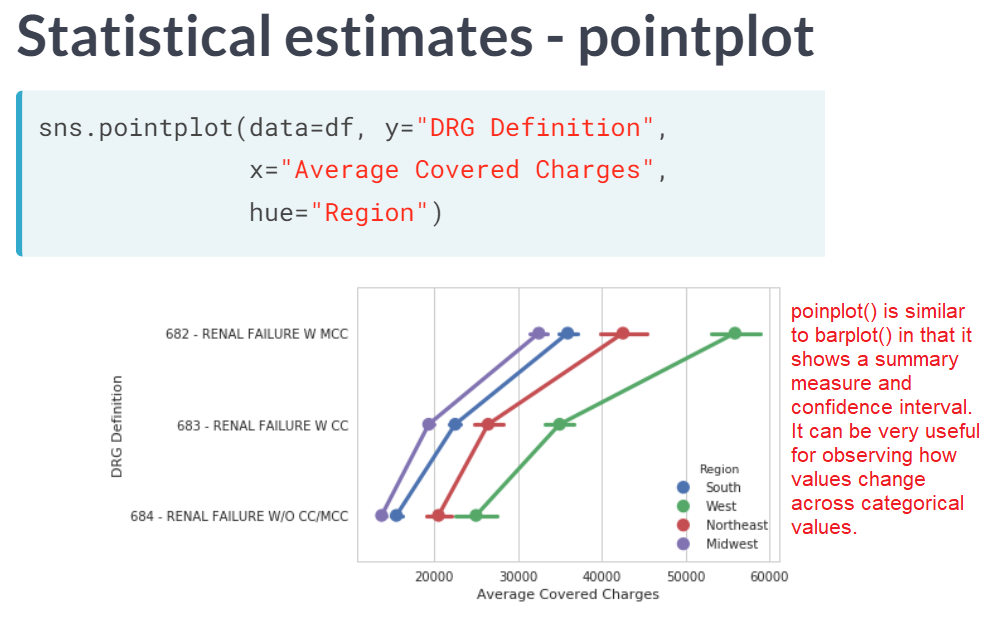 Statistical estimates - pointplot
sns.pointplot(data=df, y="DRG Definition",
x="Average Covered Charges",
hue="Region")
682 - RENAL FAILURE W MCC
683 - RENAL FAILURE W CC
684 - RENAL FAILURE W/O CC/MCC
DRG Definition
Region
South
West
Northeast
Midwest
20000 30000 40000 50000 60000
Average Covered Charges
poinplot() is similar
to barplot() in that it
shows a summary
measure and
confidence interval.
It can be very useful
for observing how
values change
across categorical
values.